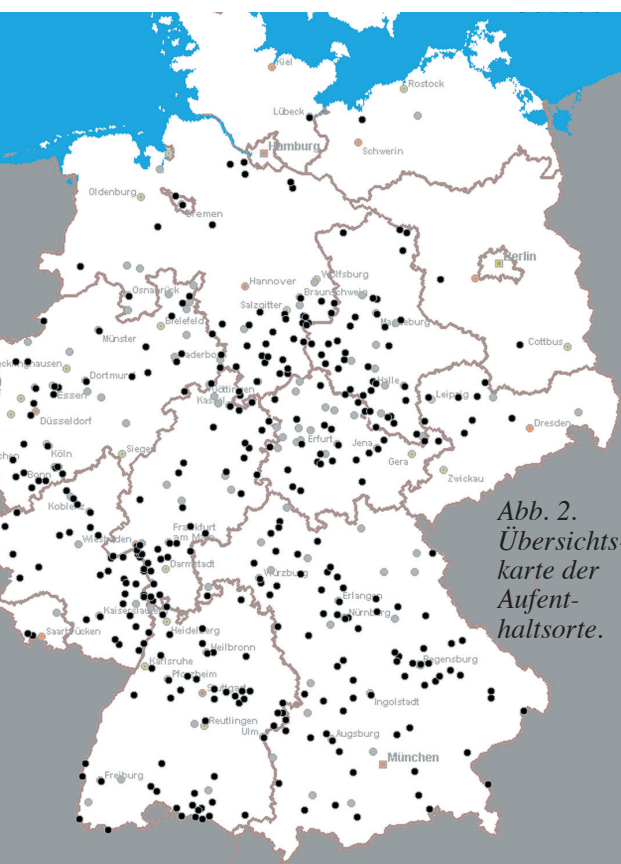 Kiel
Rostock
Lübeck
Hamburg
Schwerin
Oldenburg
Bremen
Berlin
Hannover
Wolfsburg
Osnabrück
Braunschweig
Salzgitter
Bielefeld
Magdeburg
Münster
Cottbus
aderbo
ecklinghausen
Dortmund
Göttingen
Halle
Essen
Kassel
Leipzig
Düsseldorf
Dresden
Erfurt
Jena
Köln
Siegen
Gera
chen
Bonn
Zwickau
Koblenz
Abb. 2.
Übersichts-
karte der
Aufent-
haltsorte.
Frankfurt
am Main
Wiesbaden
Darmstadt
Würzburg
Erlangen
Kaiserslautern
Nürnberg
Heidelberg
Saarbrücken
Heilbronn
Karlsruhe
Regensburg
Pforzheim
Stuttgart
Ingolstadt
Reutlingen
Ulm
Augsburg
München
Freiburg